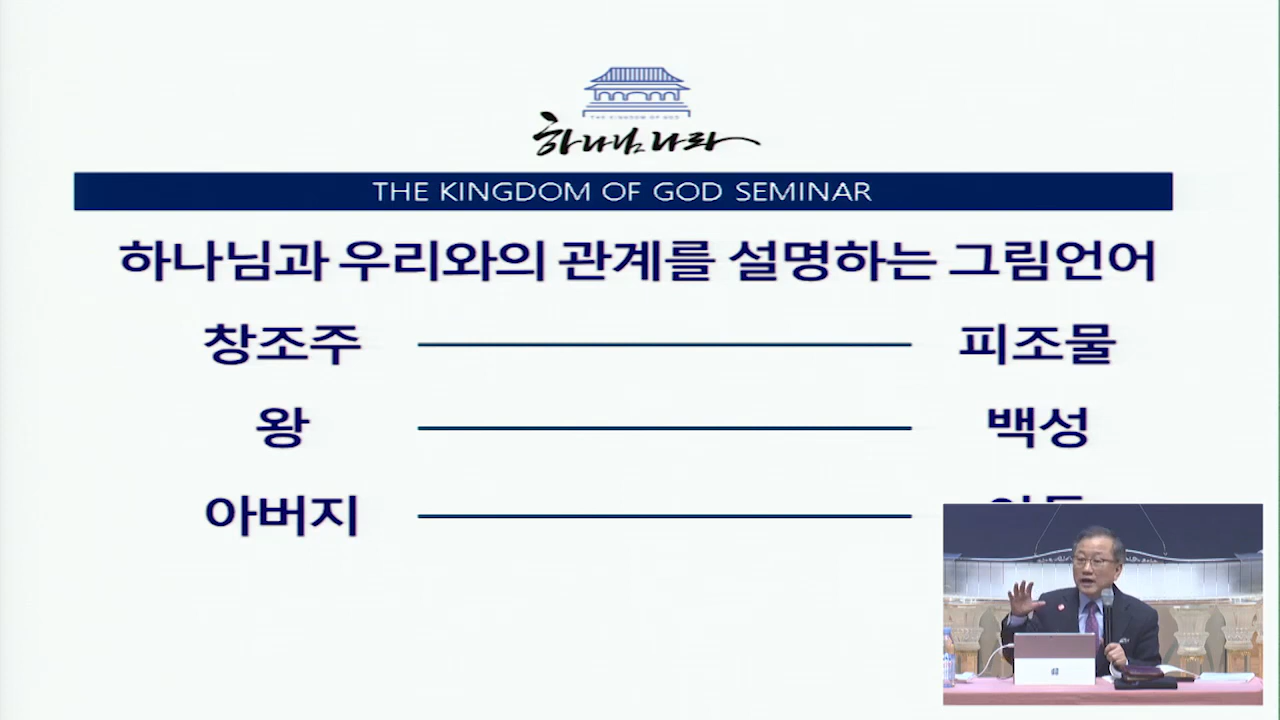 THE KINGDOM OF GOD
하나님나라
THE KINGDOM OF GOD SEMINAR
하나님과 우리와의 관계를 설명하는 그림언어
창조주 피조물
왕 백성
아버지